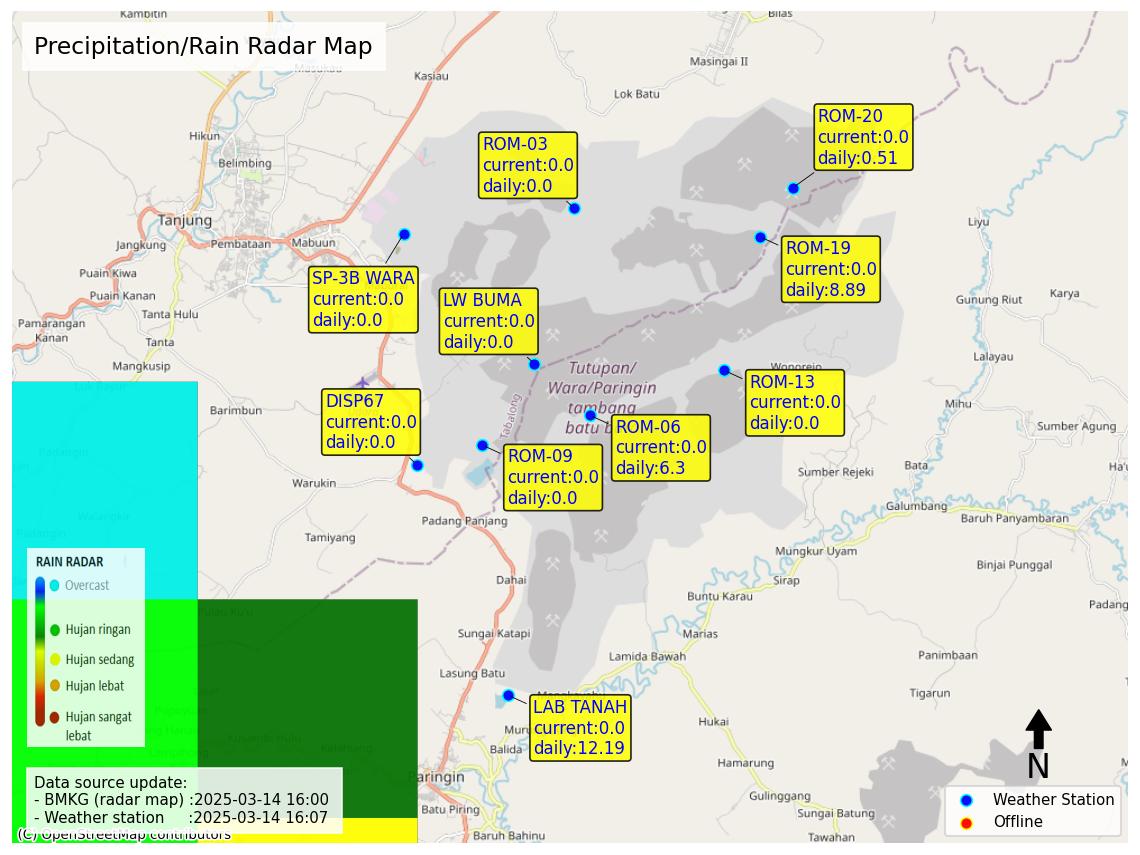 Kambitin
Bilas
Precipitation/Rain Radar Map
Masukau
Masingai II
Kasiau
Lok Batu
ROM-20
current:0.0
daily:0.51
Hikun
ROM-03
current:0.0
daily:0.0
Belimbing
Tanjung
Liyu
Jangkung
Pembataan
Mabuun
ROM-19
current:0.0
daily:8.89
Puain Kiwa
SP-3B WARA
current:0.0
daily:0.0
Puain Kanan
LW BUMA
current:0.0
daily:0.0
Karya
Gunung Riut
Tanta Hulu
Pamarangan
Kanan
Tanta
Lalayau
Mangkusip
Tutupan/
Wara/Paringin
tambang
batu
Wonorejo
ROM-13
current:0.0
daily:0.0
DISP67
current:0.0
daily:0.0
Barimbun
Tabalong
Mihu
ROM-06
current:0.0
daily:6.3
Sumber Agung
ROM-09
current:0.0
daily:0.0
Sumber Rejeki
Bata
Warukin
Galumbang
Padang Panjang
Baruh Panyambaran
Tamiyang
Mungkur Uyam
Binjai Punggal
RAIN RADAR
Overcast
Hujan ringan
Hujan sedang
Hujan lebat
Hujan sangat
lebat
Dahai
Sirap
Buntu Karau
Padang
Sungai Katapi
Marias
Lamida Bawah
Panimbaan
Lasung Batu
Tigarun
LAB TANAH
current:0.0
daily:12.19
Hukai
Balida
Hamarung
N
Paringin
Data source update:
- BMKG (radar map) :2025-03-14 16:00
- Weather station :2025-03-14 16:07
Gulinggang
Weather Station
Offline
Batu Piring
Sungai Batung
Baruh Bahinu
Tawahan
(C) OpenStreetMap contributors